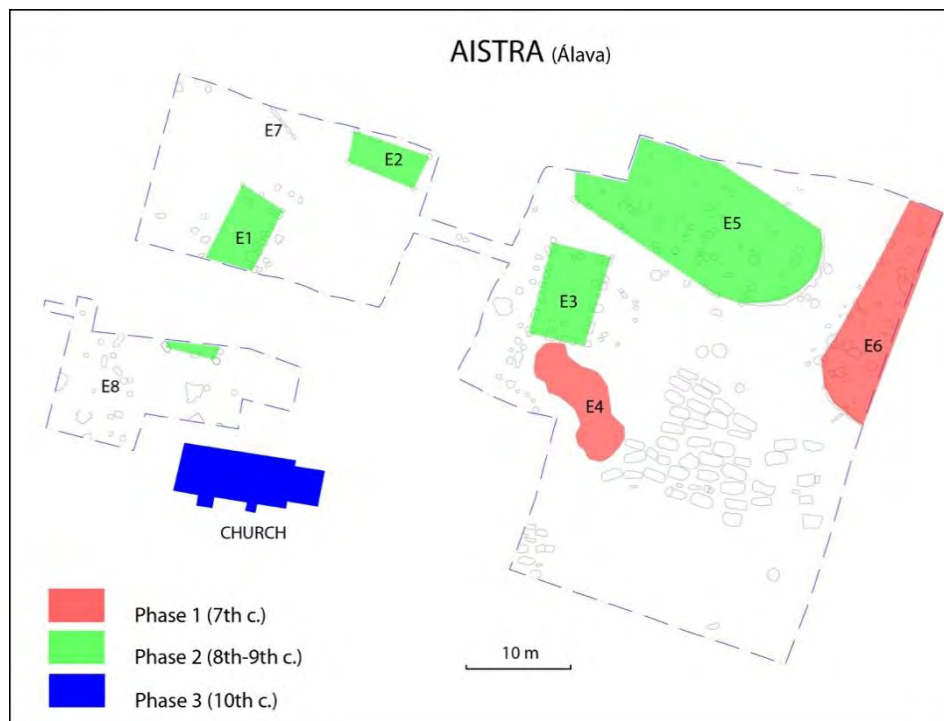 AISTRA (Álava)
E7
E2
E1
E5
E3
E6
E8
E4
CHURCH
Phase 1 (7th c.)
Phase 2 (8th-9th c.)
10 m
Phase 3 (10th c.)